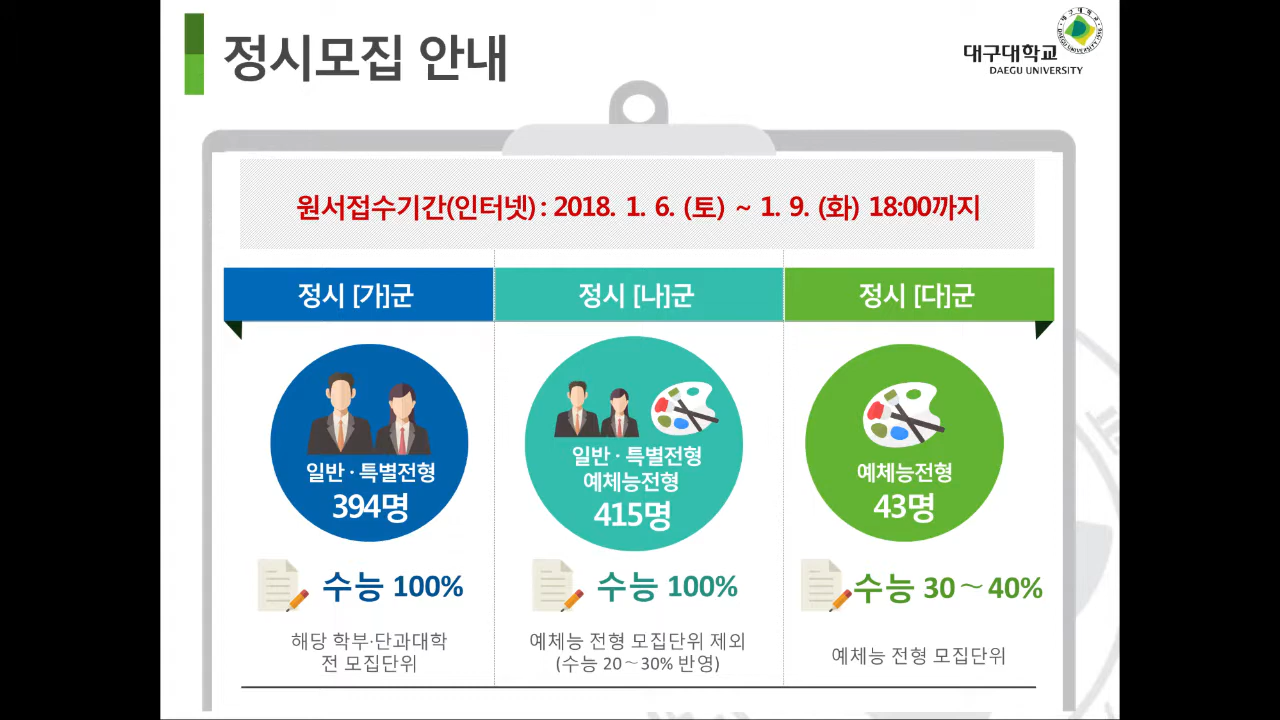 정시모집 안내
대구대학교
DAEGU UNIVERSITY
원서접수기간(인터넷) : 2018. 1. 6. (토) ~ 1. 9. (화) 18:00까지
정시 [가]군
정시 [나]군
정시 [다]군
일반 · 특별전형
394명
일반 · 특별전형
예체능전형
415명
예체능전형
43명
수능 100%
수능 100%
수능 30～40%
해당 학부·단과대학
전 모집단위
예체능 전형 모집단위 제외
(수능 20～30% 반영)
예체능 전형 모집단위